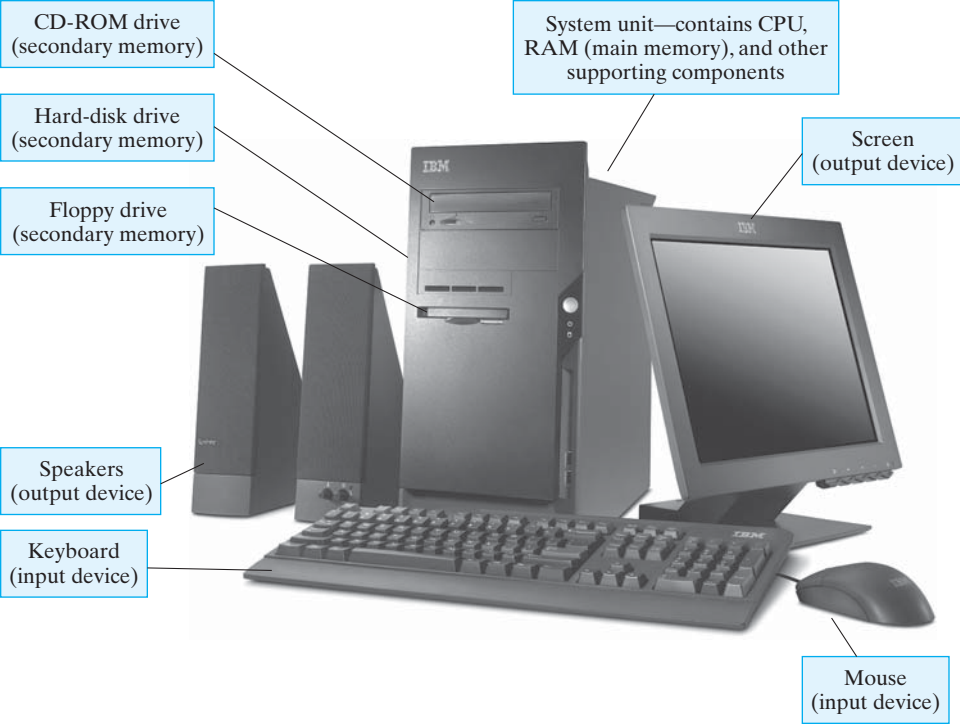 CD-ROM drive
(secondary memory)
System unit—contains CPU,
RAM (main memory), and other
supporting components
Hard-disk drive
(secondary memory)
Screen
(output device)
Floppy drive
(secondary memory)
IBM
IBM
Speakers
(output device)
Keyboard
(input device)
IBM
IBM
Mouse
(input device)